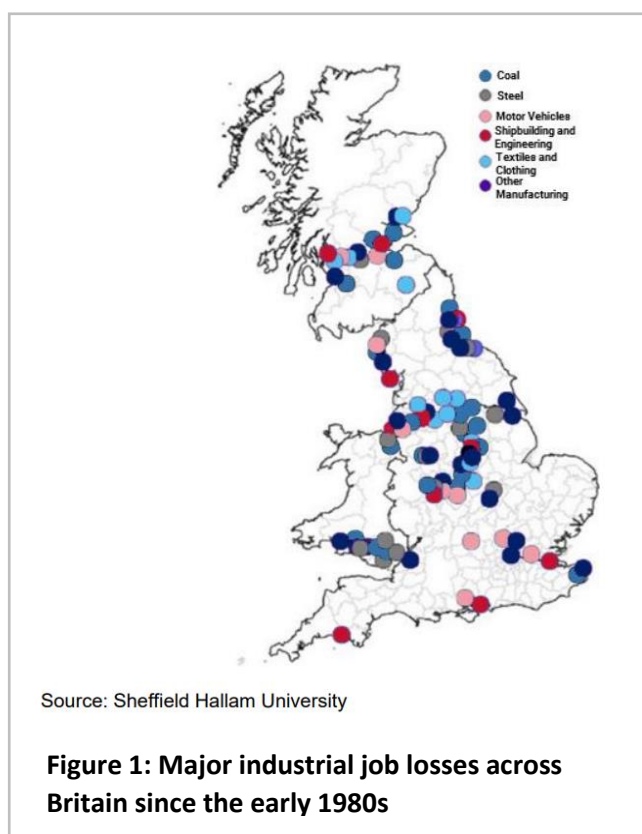 Coal
Steel
Motor Vehicles
Shipbuilding and
Engineering
Textiles and
Clothing
Other
Manufacturing
Source: Sheffield Hallam University
Figure 1: Major industrial job losses across
Britain since the early 1980s